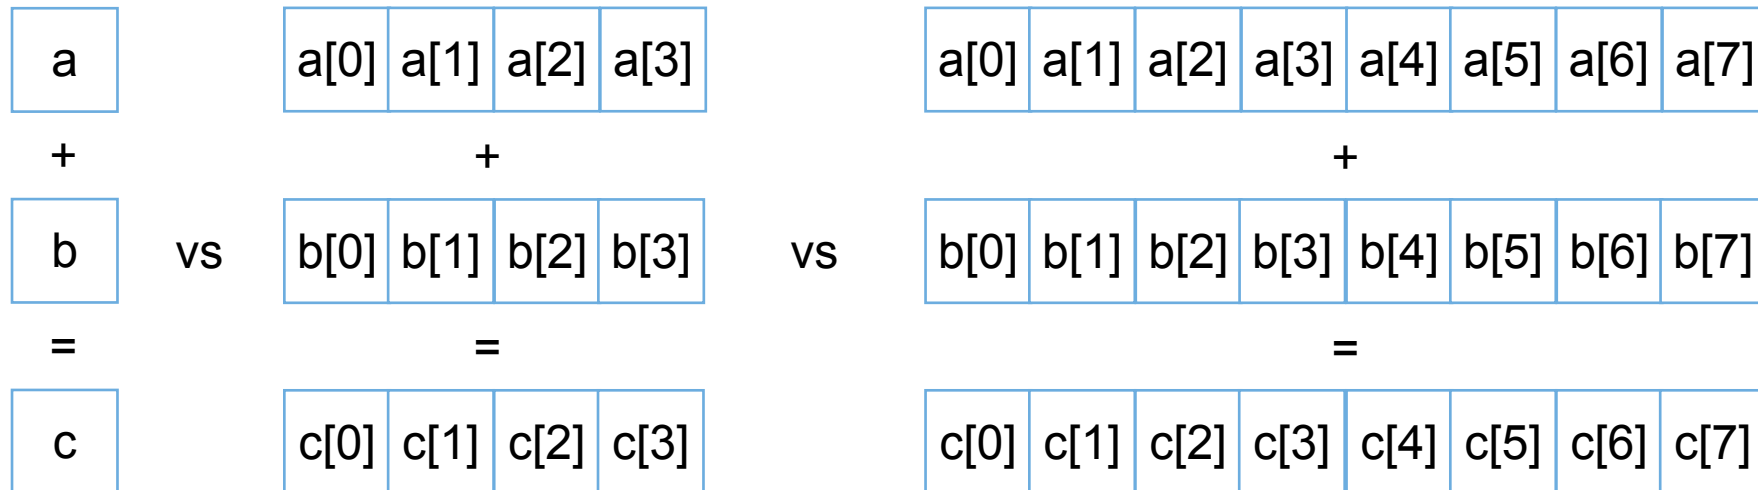 a a[0] a[1] a[2] a[3] a[0] a[1] a[2] a[3] a[4] a[5] a[6] a[7]
+ + +
b vs b[0] b[1] b[2] b[3] vs b[0] b[1] b[2] b[3] b[4] b[5] b[6] b[7]
= = =
c c[0] c[1] c[2] c[3] c[0] c[1] c[2] c[3] c[4] c[5] c[6] c[7]